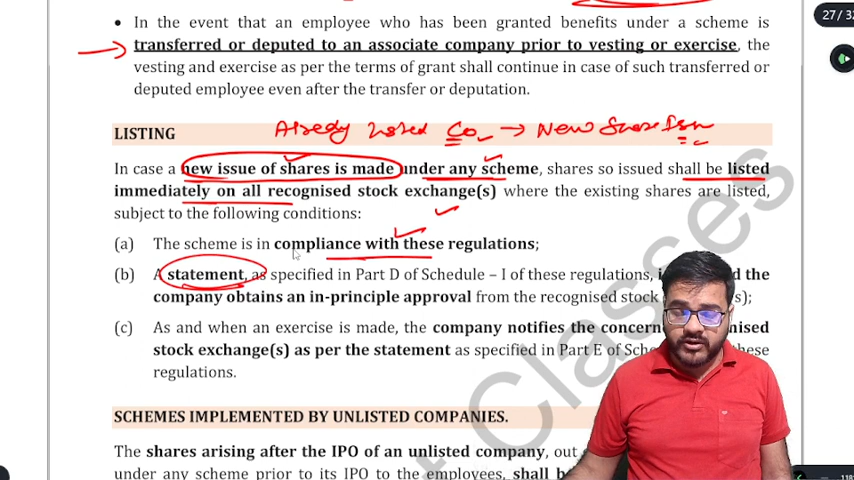 27/32
• In the event that an employee who has been granted benefits under a scheme is
transferred or deputed to an associate company prior to vesting or exercise, the
vesting and exercise as per the terms of grant shall continue in case of such transferred or
deputed employee even after the transfer or deputation.
LISTING Already Listed Co. → New Share Issue
In case a new issue of shares is made under any scheme, shares so issued shall be listed
immediately on all recognised stock exchange(s) where the existing shares are listed,
subject to the following conditions:
(a) The scheme is in compliance with these regulations;
(b) A statement, as specified in Part D of Schedule – I of these regulations, d the
company obtains an in-principle approval from the recognised stock s);
(c) As and when an exercise is made, the company notifies the concern nised
stock exchange(s) as per the statement as specified in Part E of Sche hese
regulations.
SCHEMES IMPLEMENTED BY UNLISTED COMPANIES.
The shares arising after the IPO of an unlisted company, out
under any scheme prior to its IPO to the employees, shall b
Classes